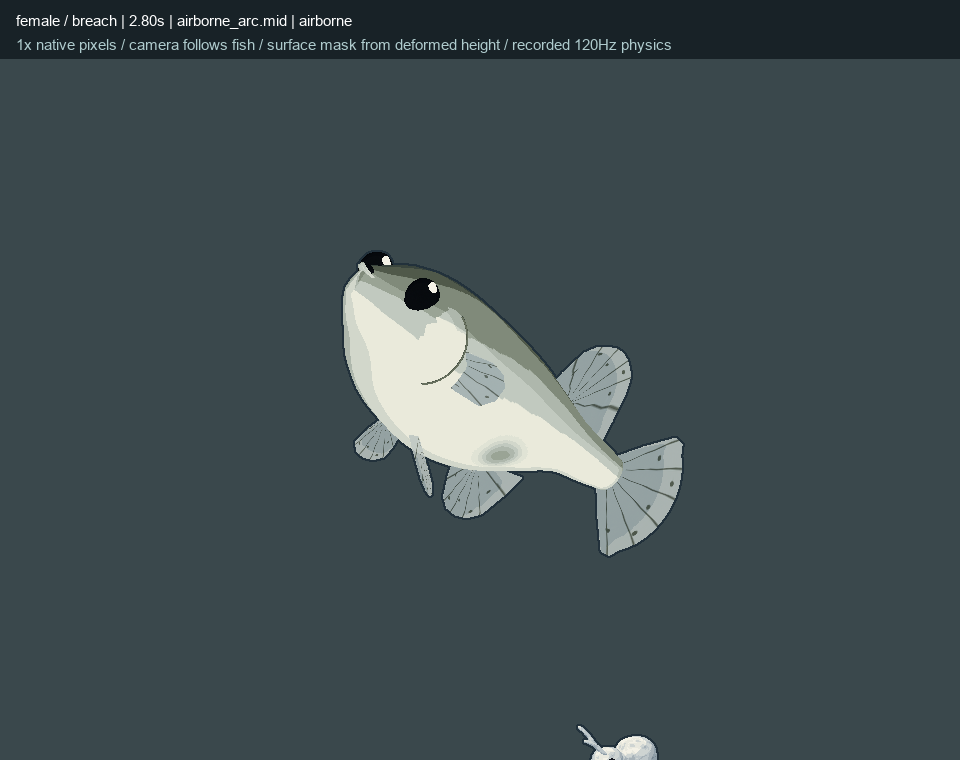 female / breach | 2.80s | airborne_arc.mid | airborne
1x native pixels / camera follows fish / surface mask from deformed height / recorded 120Hz physics